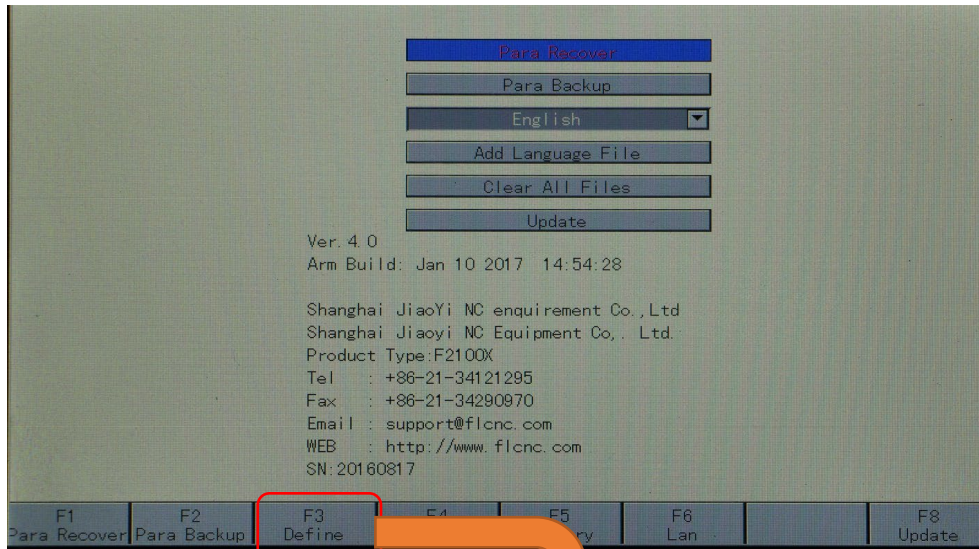 Para Recover
Para Backup
English
Add Language File
Clear All Files
Update
Ver. 4.0
Arm Build: Jan 10 2017 14:54:28
Shanghai JiaoYi NC enquirement Co.,Ltd
Shanghai Jiaoyi NC Equipment Co,. Ltd.
Product Type:F2100X
Tel : +86-21-34121295
Fax : +86-21-34290970
Email : support@flcnc.com
WEB : http://www.flcnc.com
SN:20160817
F1 F2 F3 F4 F5 F6 F8
Para Recover Para Backup Define ry Lan Update